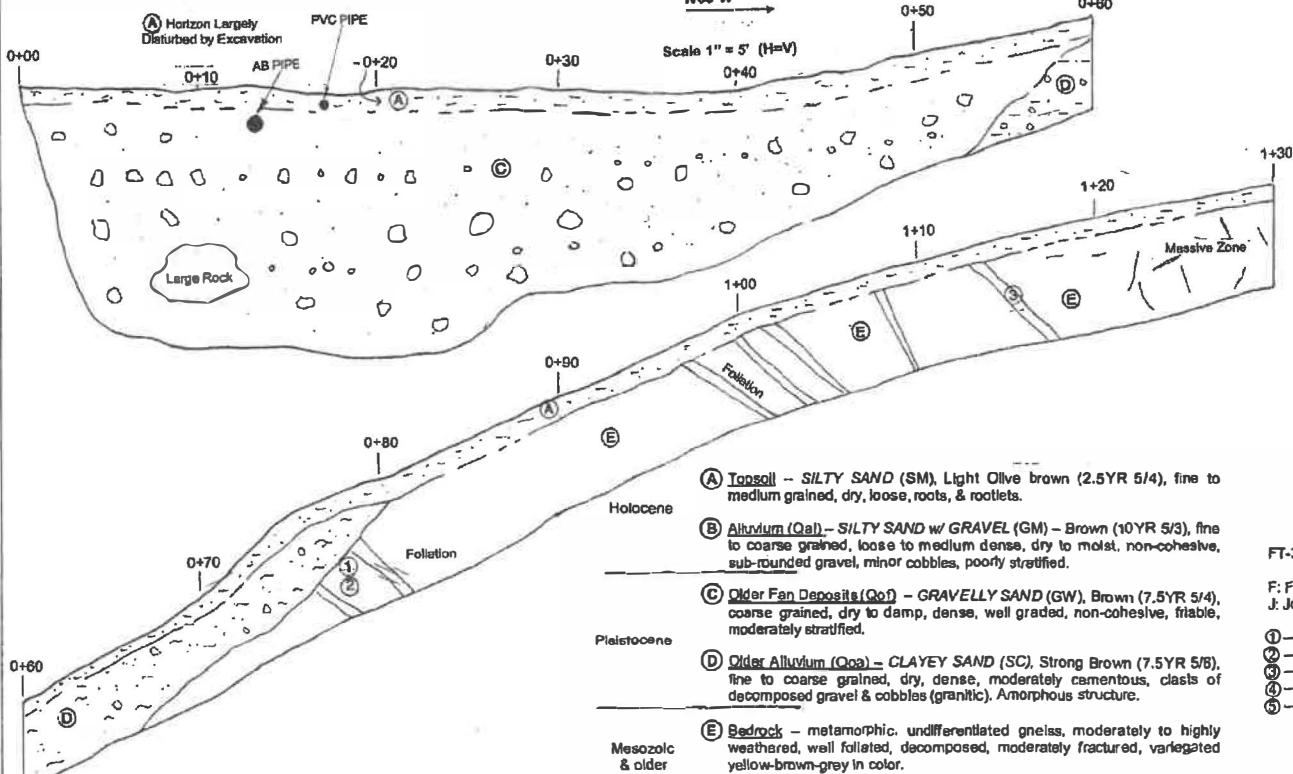 Ⓐ Horizon Largely
Disturbed by Excavation
PVC PIPE
AB PIPE
Scale 1" = 5' (H=V)
0+00
0+10
0+20
0+30
0+40
0+50
0+60
Ⓐ
Ⓒ
Ⓓ
Large Rock
0+60
0+70
0+80
0+90
1+00
1+10
1+20
1+30
Massive Zone
③
Ⓔ
Ⓔ
Foliation
Ⓐ
Ⓔ
Foliation
①
②
Ⓓ
Holocene
Ⓐ Topsoil – SILTY SAND (SM), Light Olive brown (2.5YR 5/4), fine to
medium grained, dry, loose, roots, & rootlets.
Ⓑ Alluvium (Qal) – SILTY SAND w/ GRAVEL (GM) – Brown (10YR 5/3), fine
to coarse grained, loose to medium dense, dry to moist, non-cohesive,
sub-rounded gravel, minor cobbles, poorly stratified.
Pleistocene
Ⓒ Older Fan Deposits (Qof) – GRAVELLY SAND (GW), Brown (7.5YR 5/4),
coarse grained, dry to damp, dense, well graded, non-cohesive, friable,
moderately stratified.
Ⓓ Older Alluvium (Qoa) – CLAYEY SAND (SC), Strong Brown (7.5YR 5/6),
fine to coarse grained, dry, dense, moderately cementous, clasts of
decomposed gravel & cobbles (granitic). Amorphous structure.
Mesozoic
& older
Ⓔ Bedrock – metamorphic, undifferentiated gneiss, moderately to highly
weathered, well foliated, decomposed, moderately fractured, variegated
yellow-brown-grey in color.
FT-
F:
J:
①–
②–
③–
④–
⑤–